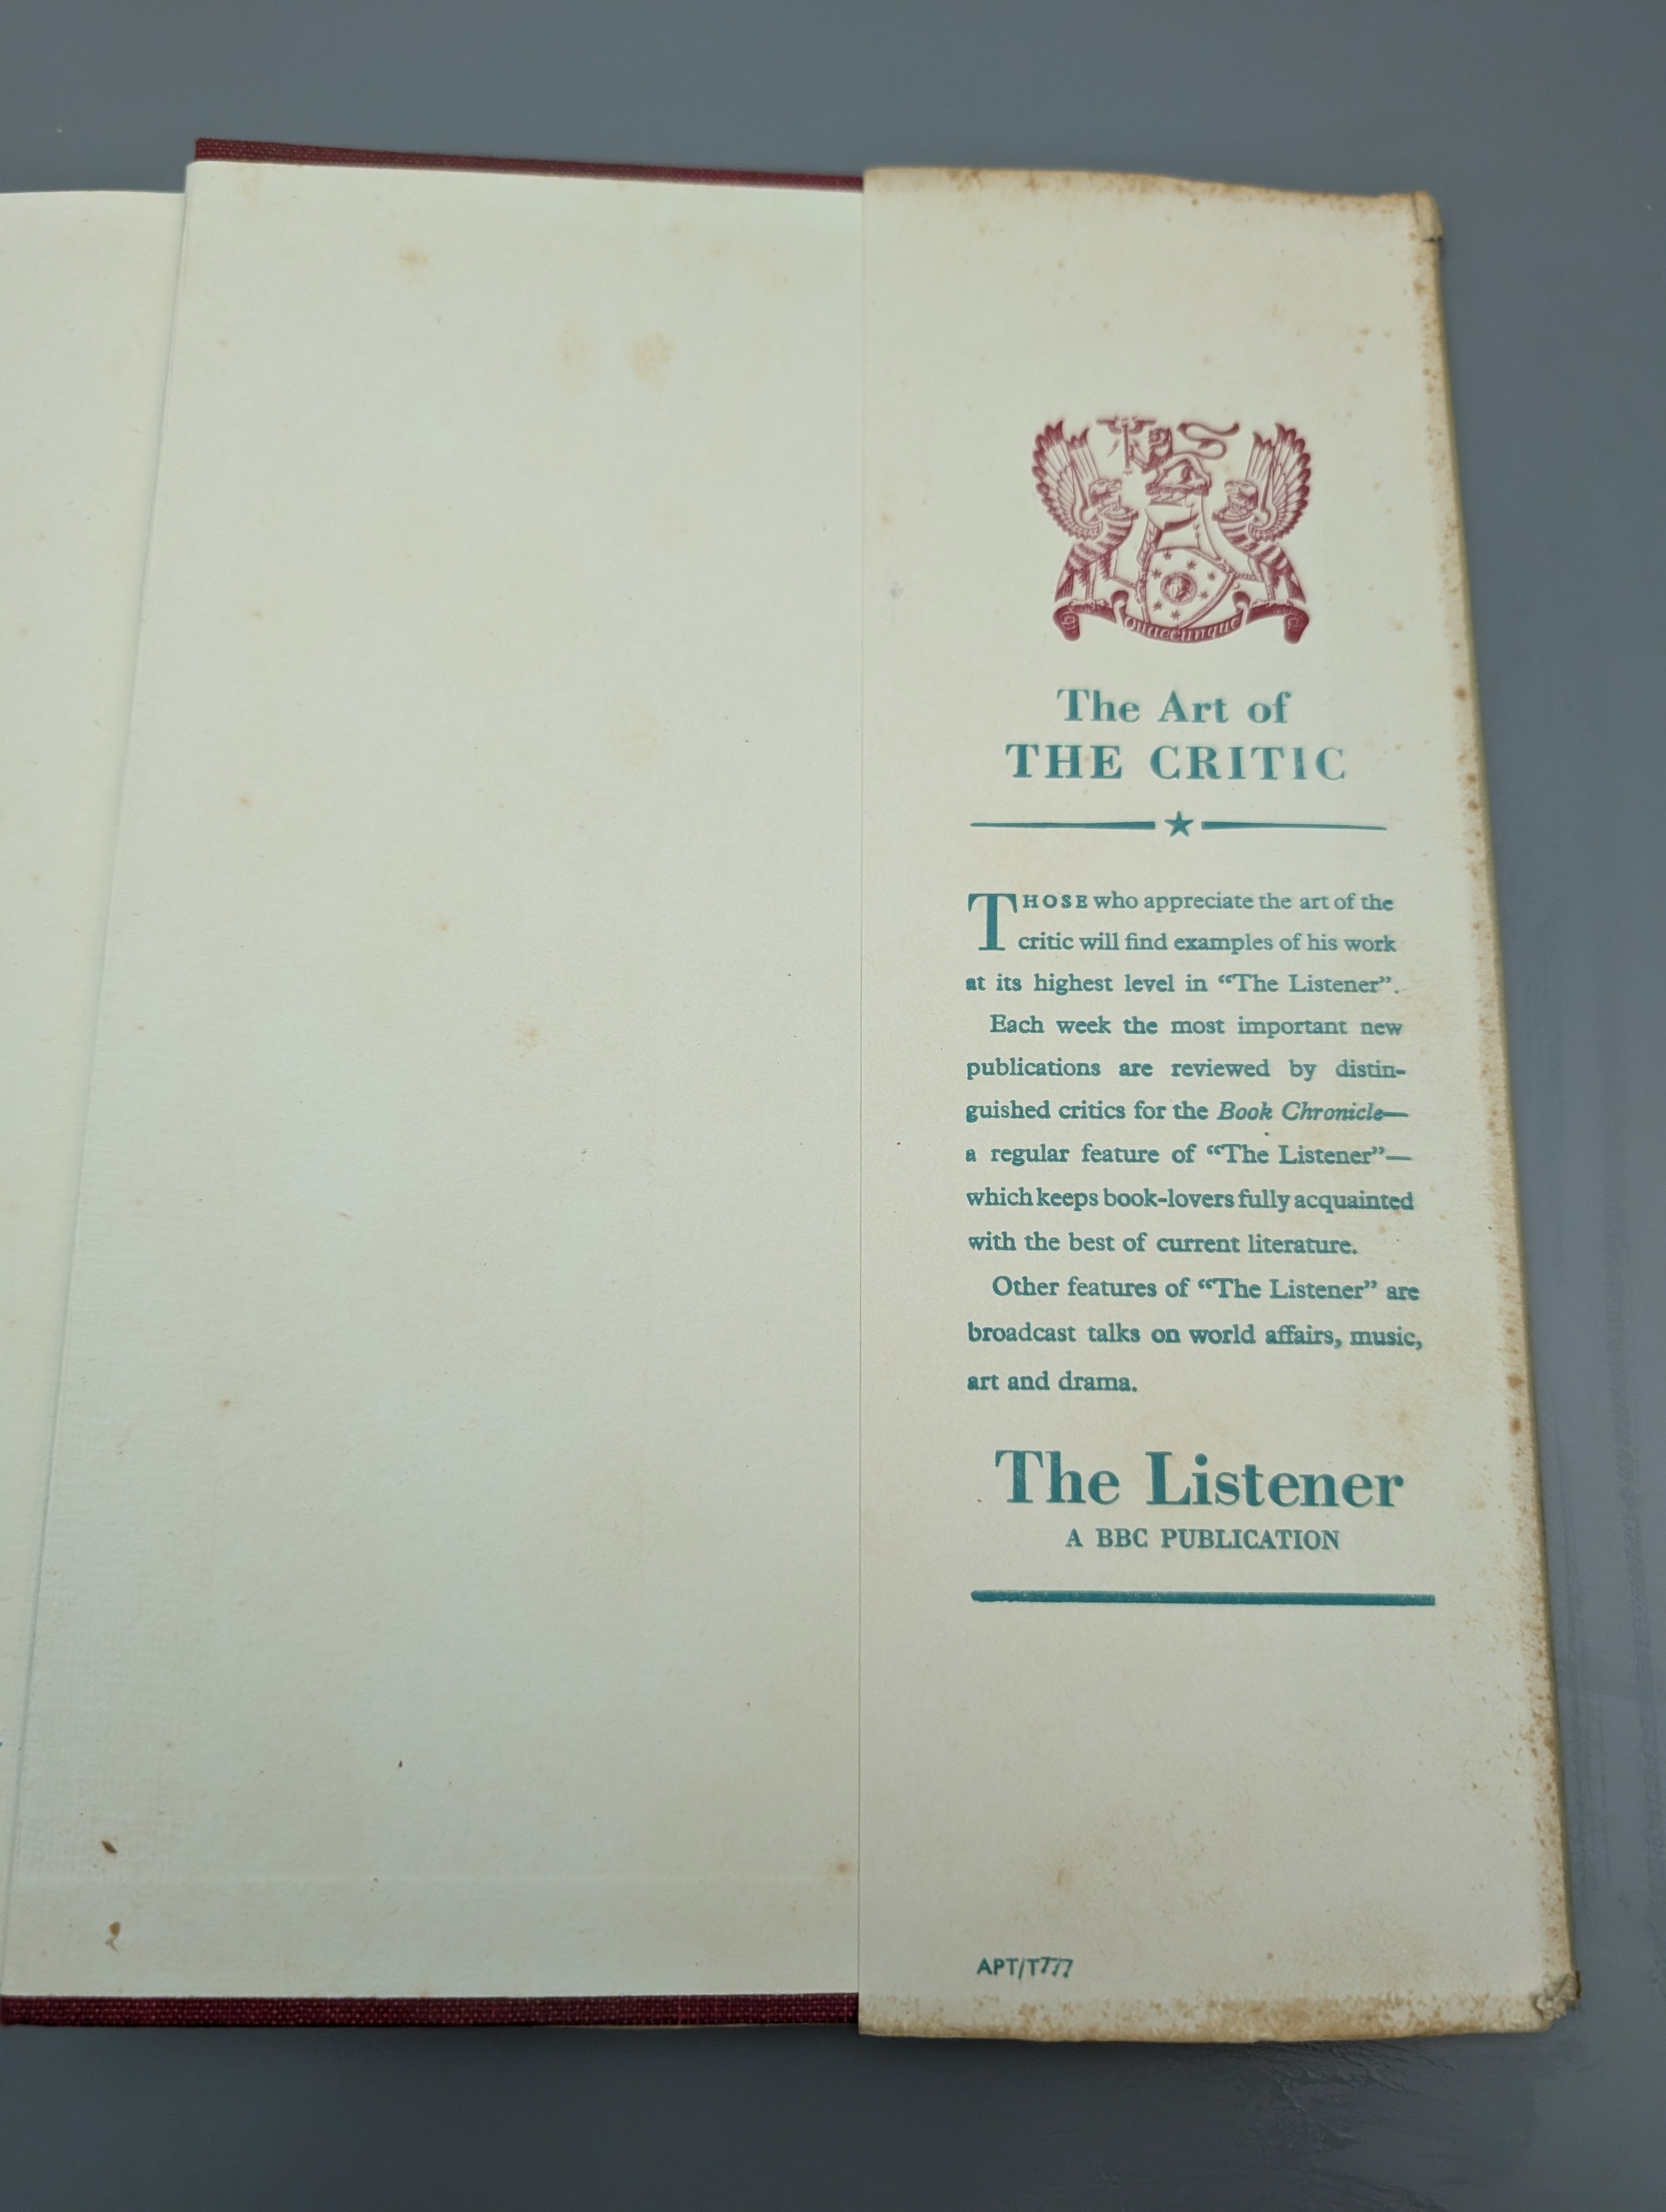 Quaecunque
The Art of
THE CRITIC
THOSE who appreciate the art of the
critic will find examples of his work
at its highest level in “The Listener”.
Each week the most important new
publications are reviewed by distin-
guished critics for the Book Chronicle—
a regular feature of “The Listener”—
which keeps book-lovers fully acquainted
with the best of current literature.
Other features of “The Listener” are
broadcast talks on world affairs, music,
art and drama.
The Listener
A BBC PUBLICATION
APT/T777